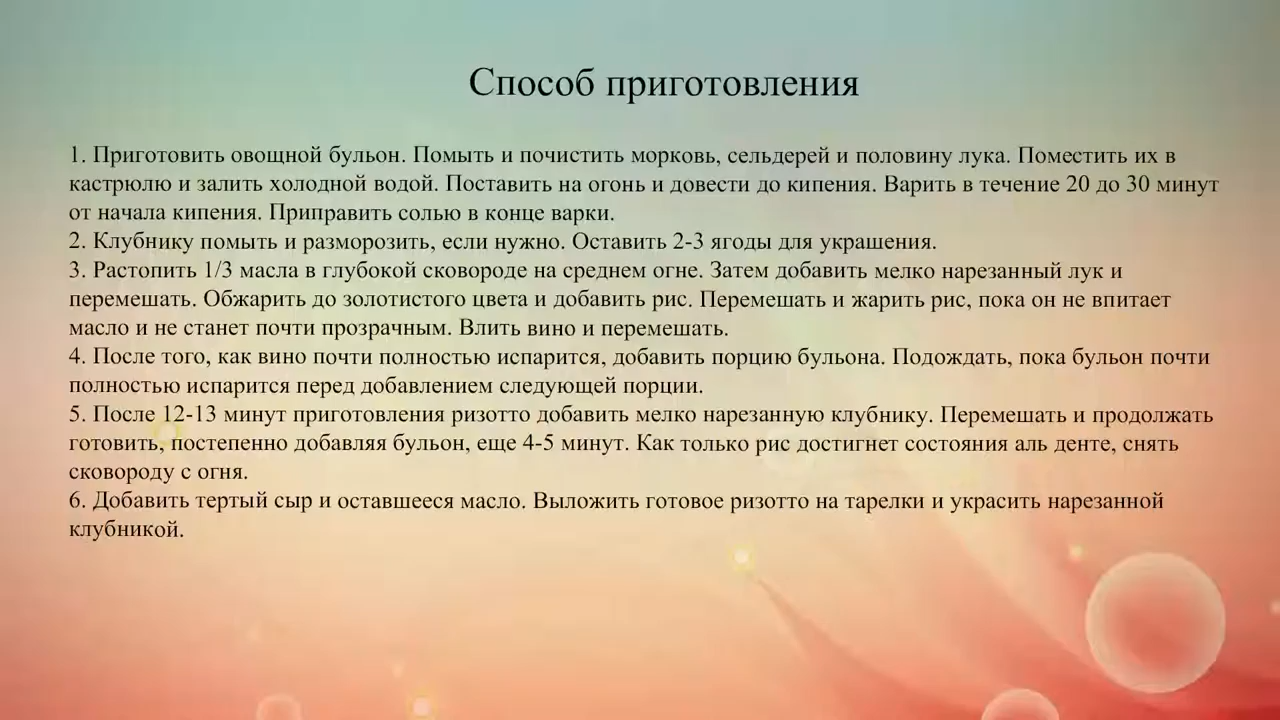 Способ приготовления
1. Приготовить овощной бульон. Помыть и почистить морковь, сельдерей и половину лука. Поместить их в
кастрюлю и залить холодной водой. Поставить на огонь и довести до кипения. Варить в течение 20 до 30 минут
от начала кипения. Приправить солью в конце варки.
2. Клубнику помыть и разморозить, если нужно. Оставить 2-3 ягоды для украшения.
3. Растопить 1/3 масла в глубокой сковороде на среднем огне. Затем добавить мелко нарезанный лук и
перемешать. Обжарить до золотистого цвета и добавить рис. Перемешать и жарить рис, пока он не впитает
масло и не станет почти прозрачным. Влить вино и перемешать.
4. После того, как вино почти полностью испарится, добавить порцию бульона. Подождать, пока бульон почти
полностью испарится перед добавлением следующей порции.
5. После 12-13 минут приготовления ризотто добавить мелко нарезанную клубнику. Перемешать и продолжать
готовить, постепенно добавляя бульон, еще 4-5 минут. Как только рис достигнет состояния аль денте, снять
сковороду с огня.
6. Добавить тертый сыр и оставшееся масло. Выложить готовое ризотто на тарелки и украсить нарезанной
клубникой.